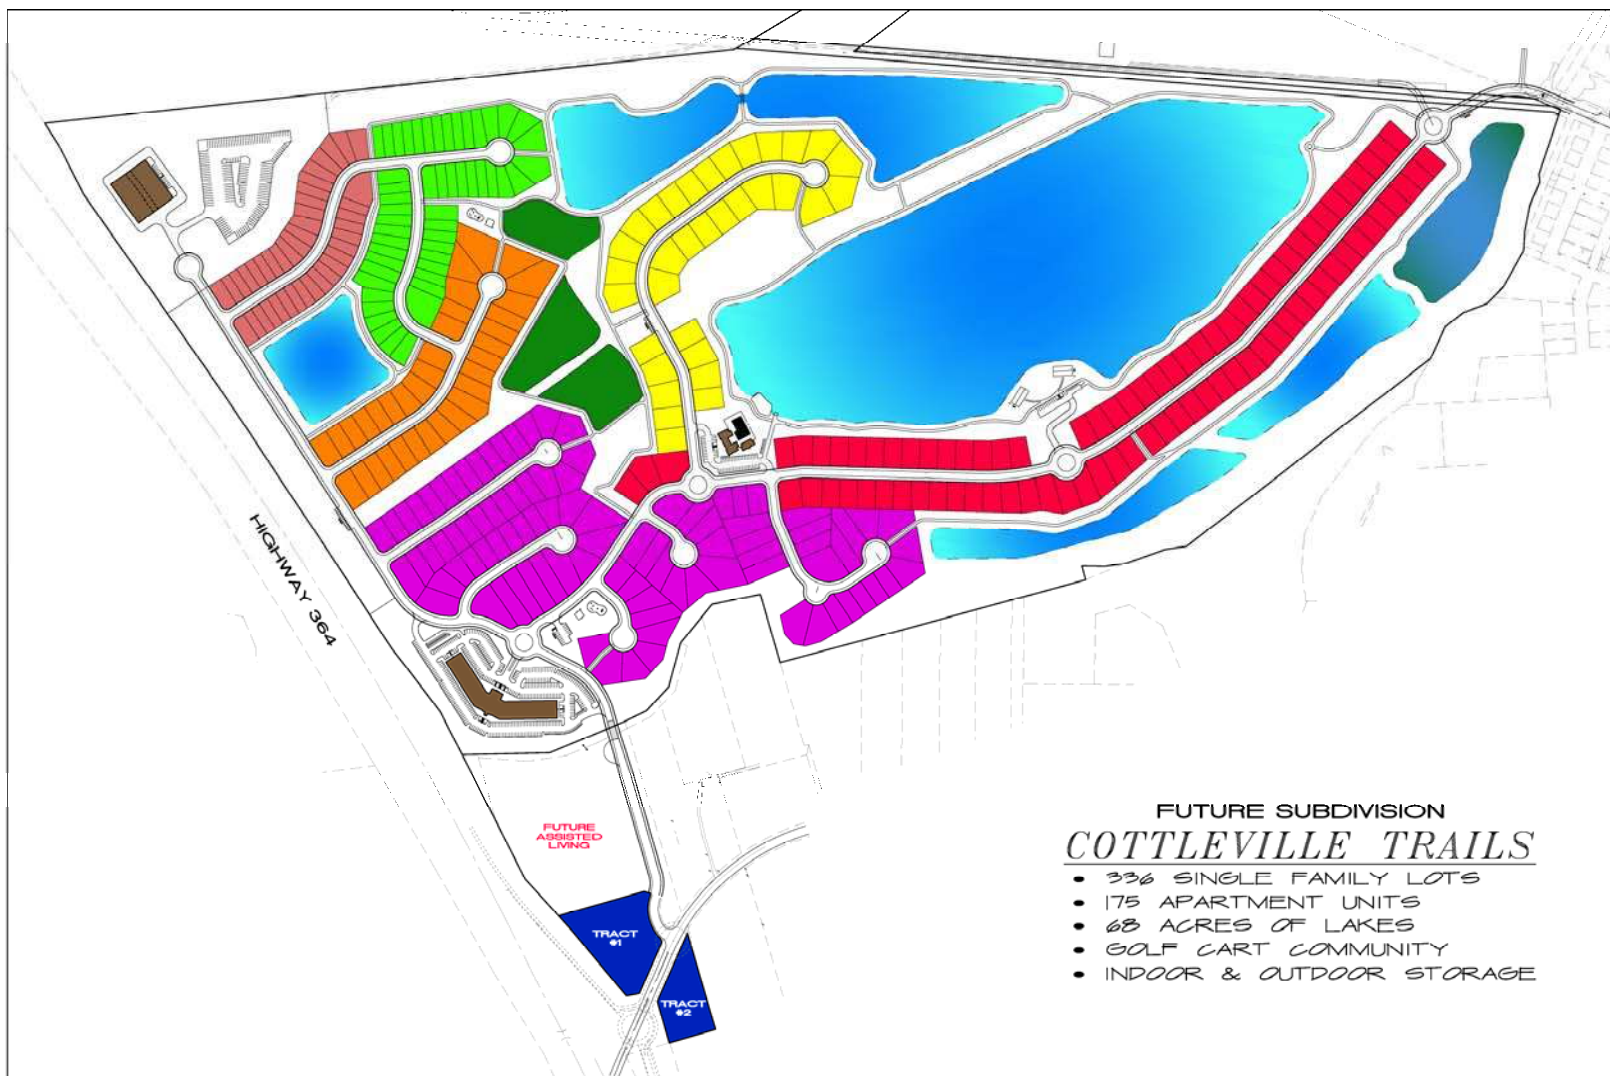 HIGHWAY 364
FUTURE
ASSISTED
LIVING
TRACT
#1
TRACT
#2
FUTURE SUBDIVISION
COTTLEVILLE TRAILS
• 336 SINGLE FAMILY LOTS
• 175 APARTMENT UNITS
• 68 ACRES OF LAKES
• GOLF CART COMMUNITY
• INDOOR & OUTDOOR STORAGE